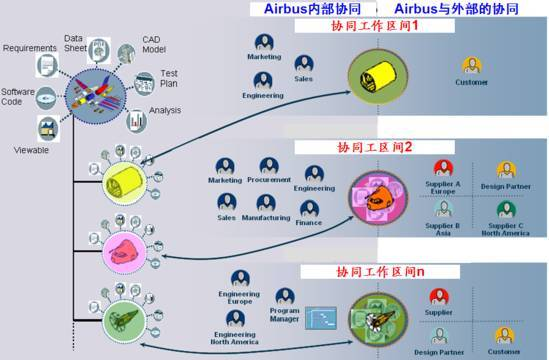 Airbus内部协同
Airbus与外部的协同
Requirements
Data
Sheet
CAD
Model
Software
Code
Test
Plan
Viewable
Analysis
协同工作区间1
Marketing
Sales
Engineering
Customer
协同工区间2
Marketing
Procurement
Engineering
Sales
Manufacturing
Finance
Supplier A
Europe
Design Partner
Supplier B
Asia
Supplier C
North America
协同工作区间n
Engineering
Europe
Program
Manager
Engineering
North America
Supplier
Design Partner
Customer